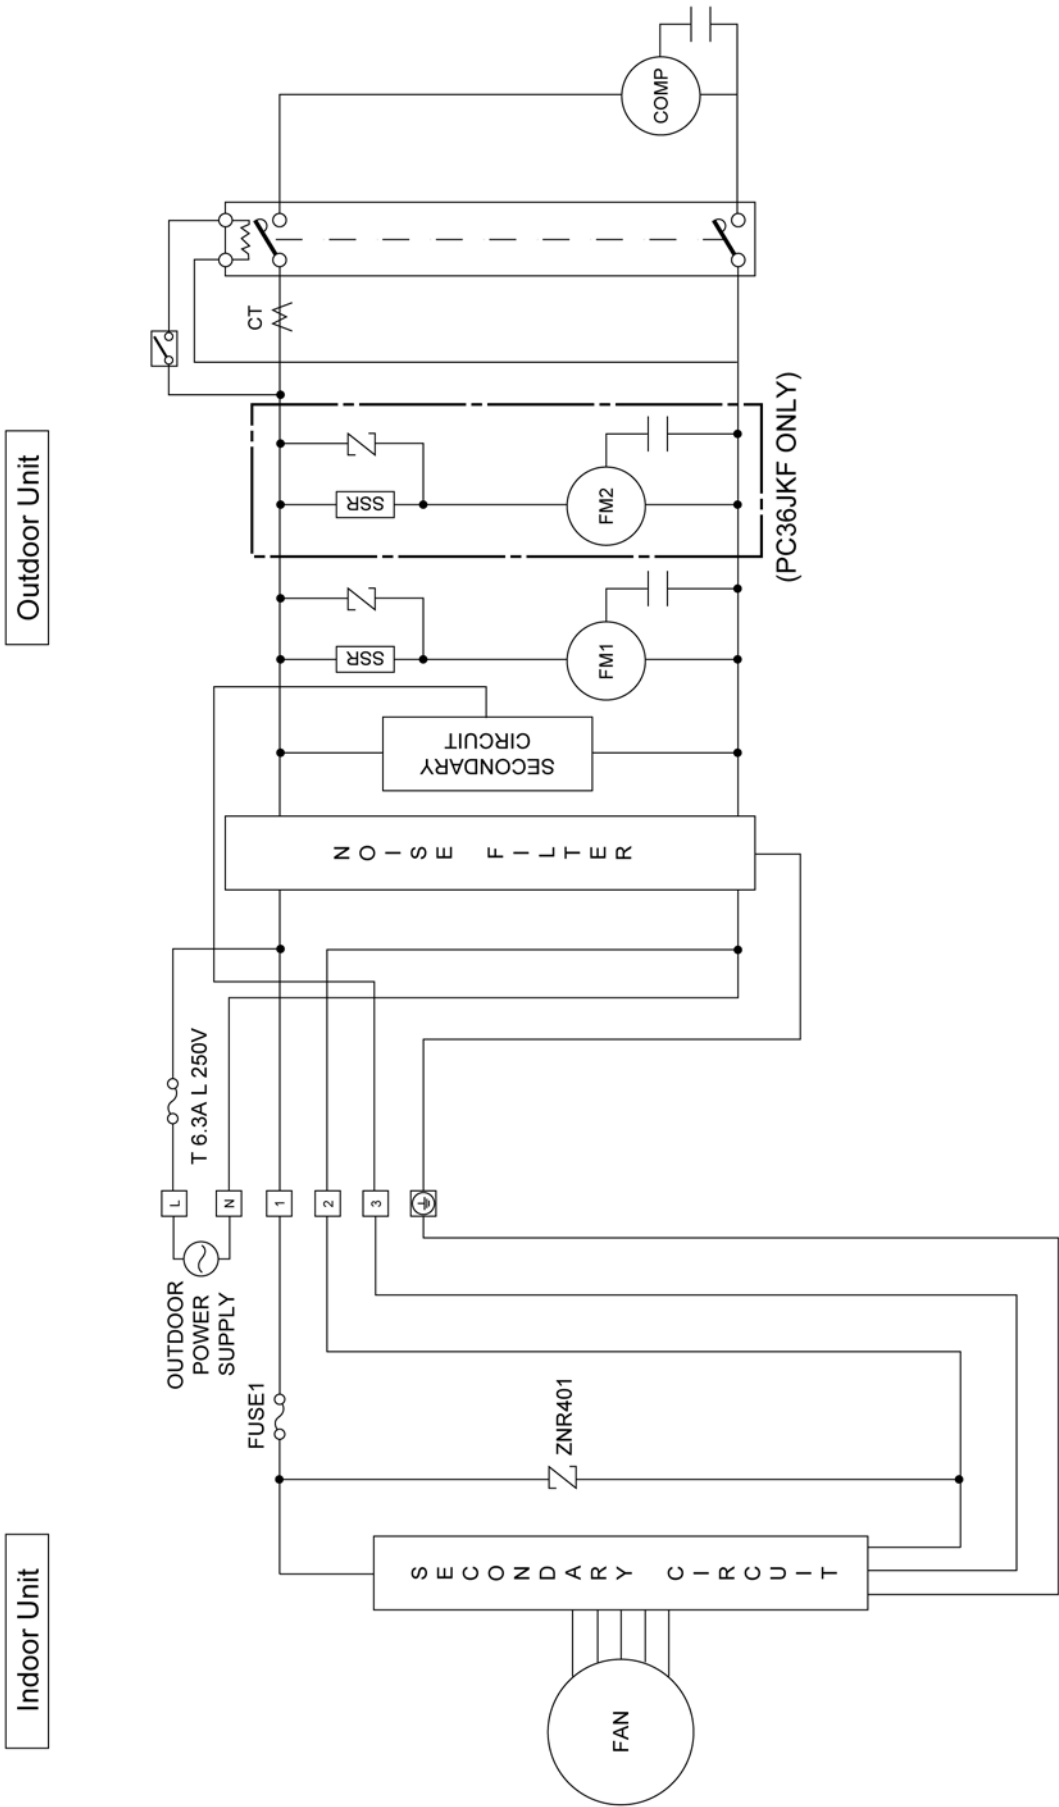 Indoor Unit
Outdoor Unit
OUTDOOR
POWER
SUPPLY
L
N
1
2
3
T 6.3A L 250V
FUSE1
ZNR401
SECONDARY CIRCUIT
FAN
NOISE FILTER
SECONDARY
CIRCUIT
SSR
FM1
SSR
FM2
(PC36JKF ONLY)
CT
COMP